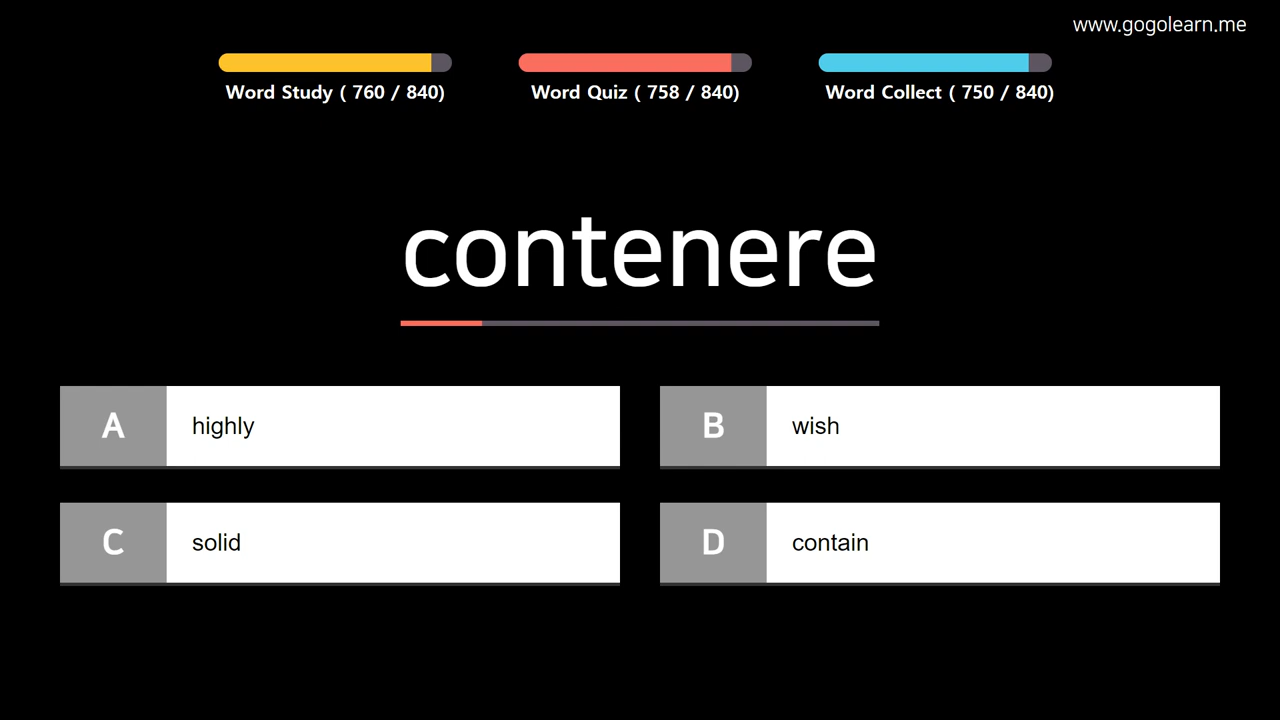 www.gogolearn.me
Word Study ( 760 / 840)
Word Quiz ( 758 / 840)
Word Collect ( 750 / 840)
contenere
A highly
B wish
C solid
D contain